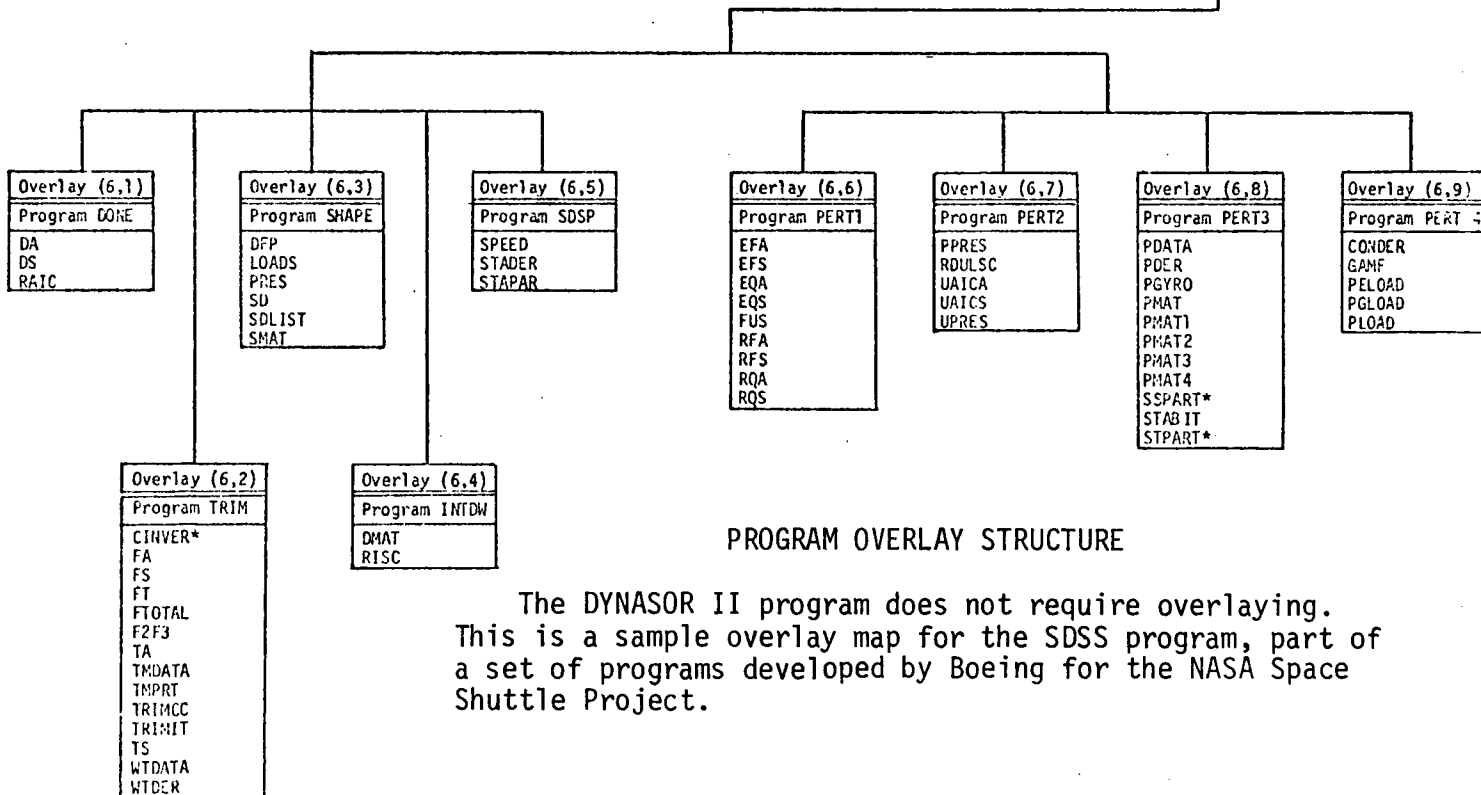 Overlay (6,1)
Program DONE
DA
DS
RAIC
Overlay (6,3)
Program SHAPE
DFP
LOADS
PRES
SD
SDLIST
SMAT
Overlay (6,5)
Program SDSP
SPEED
STADER
STAPAR
Overlay (6,6)
Program PERT1
EFA
EFS
EQA
EQS
FUS
RFA
RFS
RQA
RQS
Overlay (6,7)
Program PERT2
PPRES
RDULSC
UAICA
UAICS
UPRES
Overlay (6,8)
Program PERT3
PDATA
PDER
PGYRO
PMAT
PMAT1
PMAT2
PMAT3
PMAT4
SSPART*
STABIT
STPART*
Overlay (6,9)
Program PERT 4
CONDER
GAMF
PELOAD
PGLOAD
PLOAD
Overlay (6,2)
Program TRIM
CINVER*
FA
FS
FT
FTOTAL
F2F3
TA
TMDATA
TMPRT
TRIMCC
TRIMIT
TS
WTDATA
WTDER
Overlay (6,4)
Program INTDW
DMAT
RISC
PROGRAM OVERLAY STRUCTURE
The DYNASOR II program does not require overlaying.
This is a sample overlay map for the SDSS program, part of
a set of programs developed by Boeing for the NASA Space
Shuttle Project.